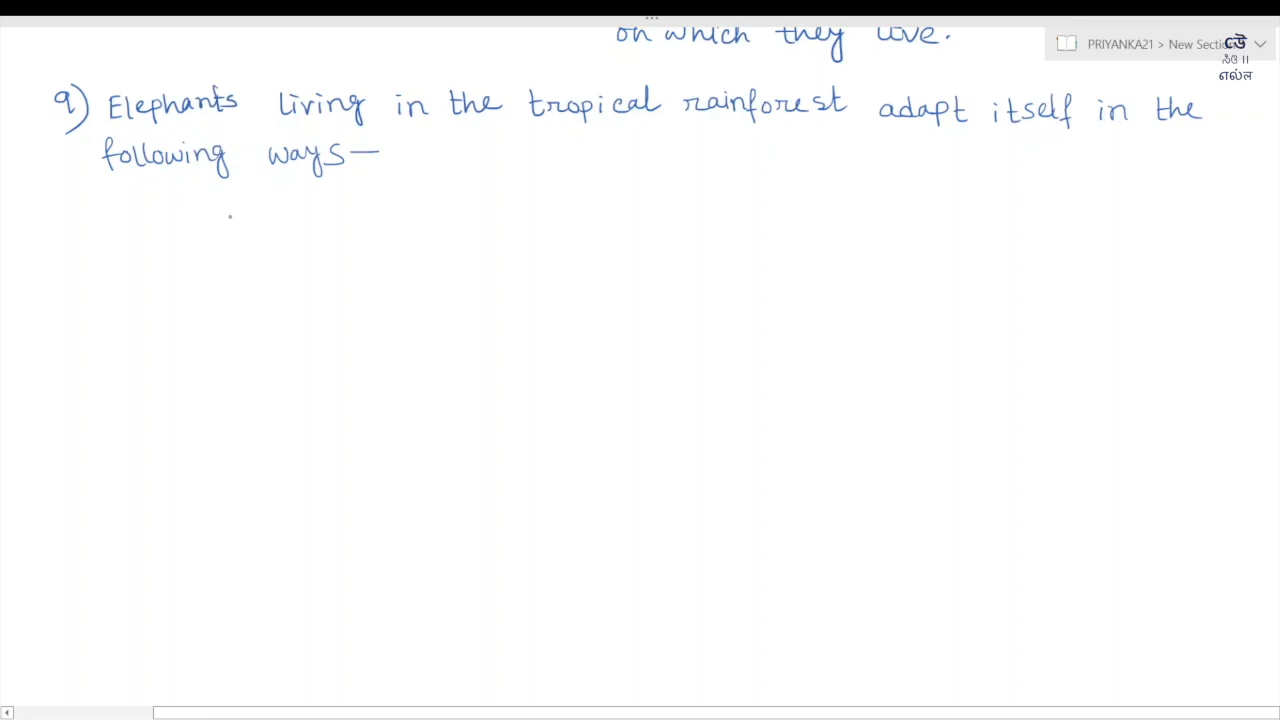 on which they love.
PRIYANKA21 > New Section
9) Elephants living in the tropical rainforest adapt itself in the
following ways—